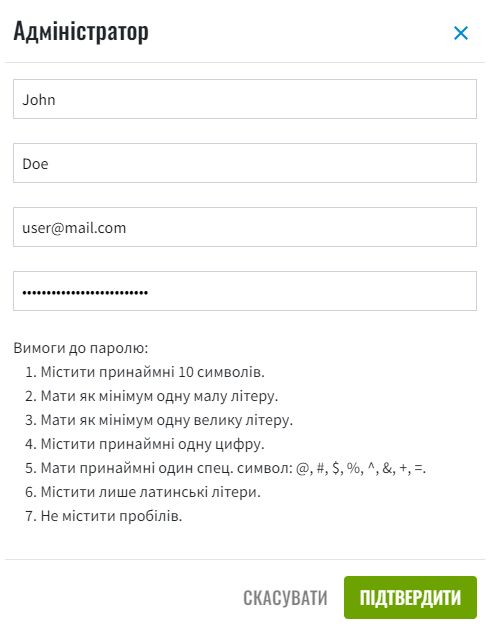 Адміністратор
John
Doe
user@mail.com
••••••••••••••••••••••••••
Вимоги до паролю:
1. Містити принаймні 10 символів.
2. Мати як мінімум одну малу літеру.
3. Мати як мінімум одну велику літеру.
4. Містити принаймні одну цифру.
5. Мати принаймні один спец. символ: @, #, $, %, ^, &, +, =.
6. Містити лише латинські літери.
7. Не містити пробілів.
СКАСУВАТИ ПІДТВЕРДИТИ